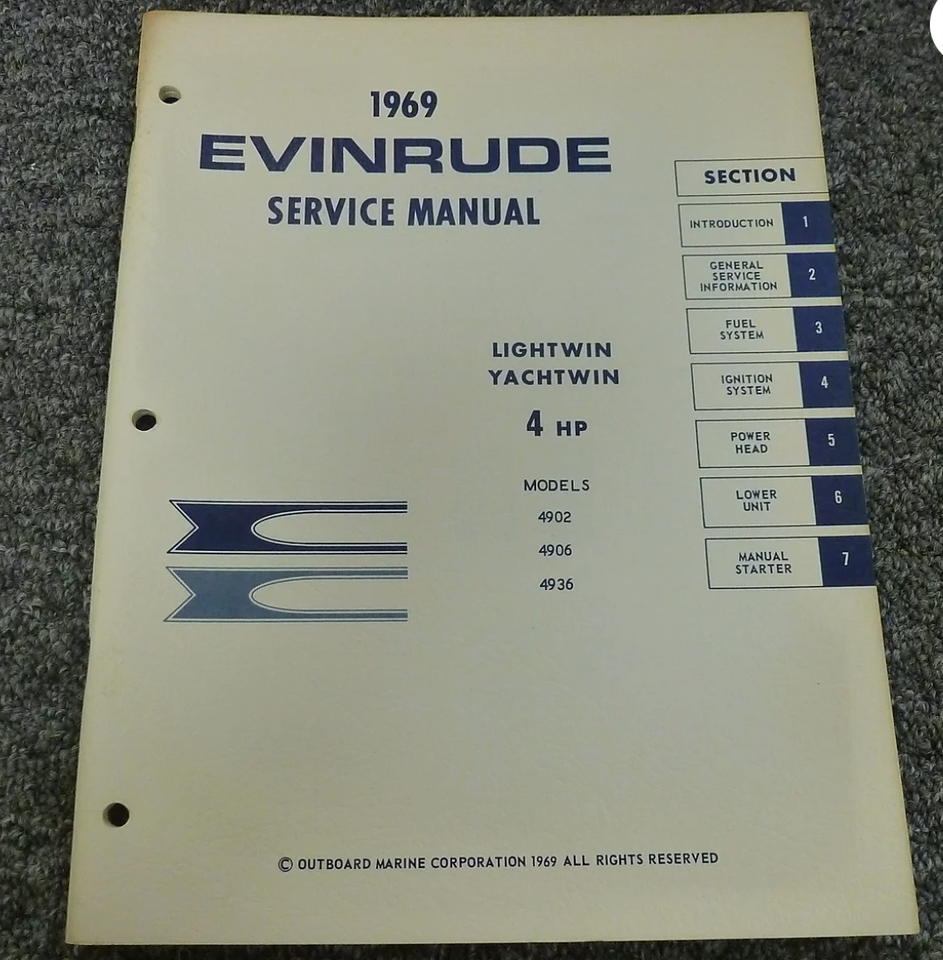 1969
EVINRUDE
SERVICE MANUAL
LIGHTWIN
YACHTWIN
4 HP
MODELS
4902
4906
4936
SECTION
INTRODUCTION 1
GENERAL
SERVICE
INFORMATION 2
FUEL
SYSTEM 3
IGNITION
SYSTEM 4
POWER
HEAD 5
LOWER
UNIT 6
MANUAL
STARTER 7
© OUTBOARD MARINE CORPORATION 1969 ALL RIGHTS RESERVED